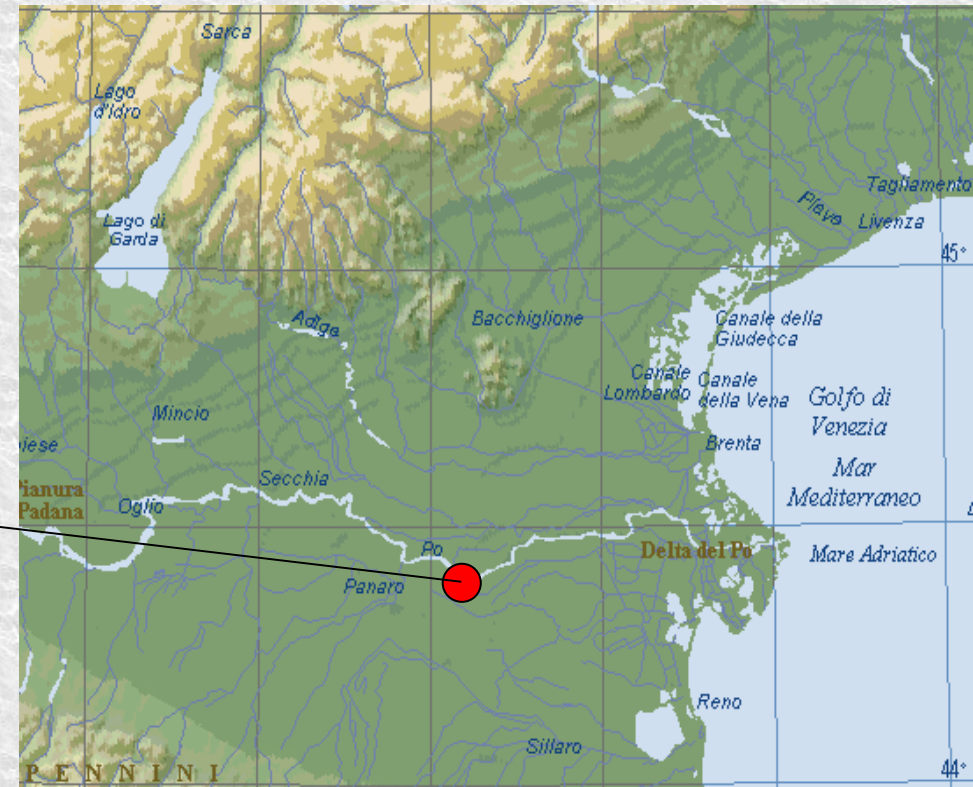 Sarca
Lago
d'Idro
Tagliamento
Piave
Livenza
Lago di
Garda
45°
Adige
Bacchiglione
Canale della
Giudecca
Canale
Lombardo
Canale
della Vena
Golfo di
Venezia
Mincio
Brenta
iese
Mar
Mediterraneo
Secchia
Pianura
Padana
Oglio
Po
Delta del Po
Mare Adriatico
Panaro
Reno
Sillaro
PENNINI
44°